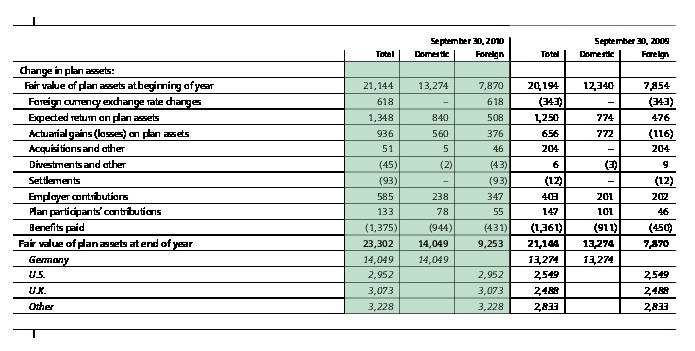 September 30, 2010 September 30, 2009
Total Domestic Foreign Total Domestic Foreign
Change in plan assets:
Fair value of plan assets at beginning of year 21,144 13,274 7,870 20,194 12,340 7,854
Foreign currency exchange rate changes 618 – 618 (343) – (343)
Expected return on plan assets 1,348 840 508 1,250 774 476
Actuarial gains (losses) on plan assets 936 560 376 656 772 (116)
Acquisitions and other 51 5 46 204 – 204
Divestments and other (45) (2) (43) 6 (3) 9
Settlements (93) – (93) (12) – (12)
Employer contributions 585 238 347 403 201 202
Plan participants' contributions 133 78 55 147 101 46
Benefits paid (1,375) (944) (431) (1,361) (911) (450)
Fair value of plan assets at end of year 23,302 14,049 9,253 21,144 13,274 7,870
Germany 14,049 14,049 13,274 13,274
U.S. 2,952 2,952 2,549 2,549
U.K. 3,073 3,073 2,488 2,488
Other 3,228 3,228 2,833 2,833